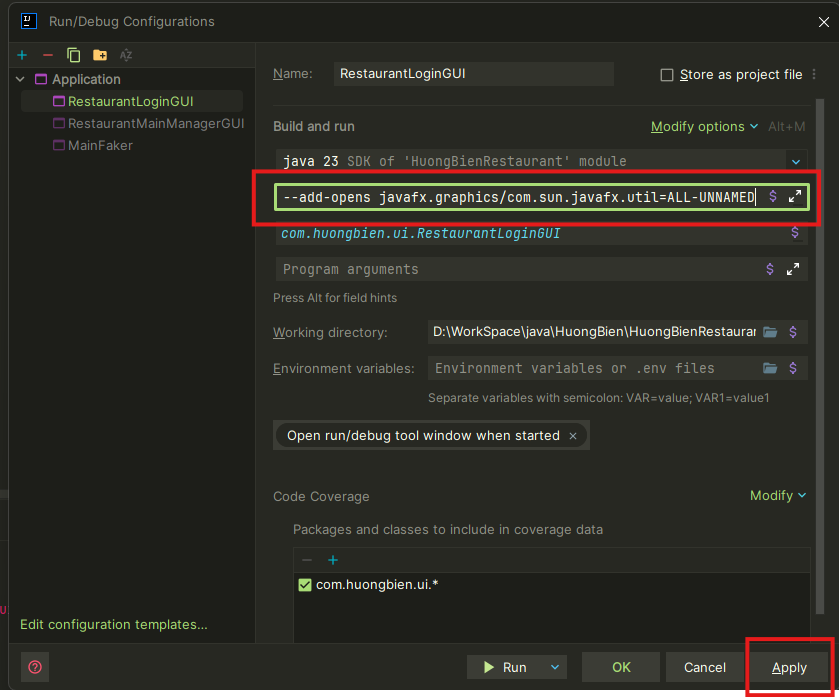 Run/Debug Configurations
Application
RestaurantLoginGUI
RestaurantMainManagerGUI
MainFaker
Name: RestaurantLoginGUI Store as project file
Build and run Modify options Alt+M
java 23 SDK of 'HuongBienRestaurant' module
--add-opens javafx.graphics/com.sun.javafx.util=ALL-UNNAMED
com.huongbien.ui.RestaurantLoginGUI
Program arguments
Press Alt for field hints
Working directory: D:\WorkSpace\java\HuongBien\HuongBienRestaurar
Environment variables: Environment variables or .env files
Separate variables with semicolon: VAR=value; VAR1=value1
Open run/debug tool window when started
Code Coverage Modify
Packages and classes to include in coverage data
com.huongbien.ui.*
Edit configuration templates...
Run OK Cancel Apply